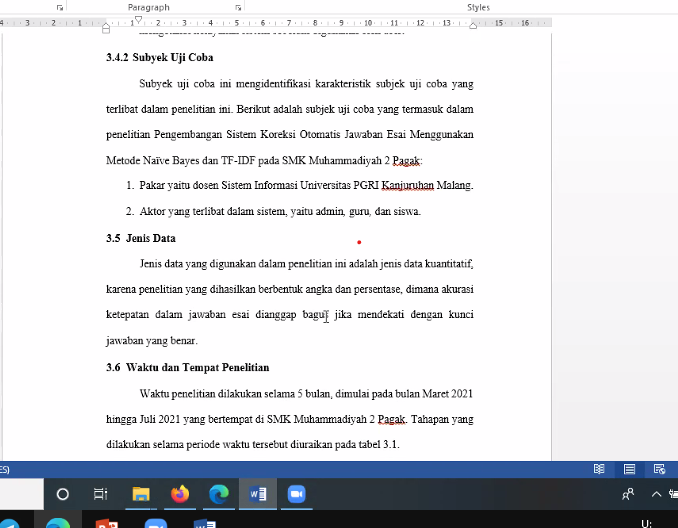 Paragraph
Styles
4 3 2 1 1 2 3 4 5 6 7 8 9 10 11 12 13 15 16
3.4.2 Subyek Uji Coba
Subyek uji coba ini mengidentifikasi karakteristik subjek uji coba yang
terlibat dalam penelitian ini. Berikut adalah subjek uji coba yang termasuk dalam
penelitian Pengembangan Sistem Koreksi Otomatis Jawaban Esai Menggunakan
Metode Naïve Bayes dan TF-IDF pada SMK Muhammadiyah 2 Pagak:
1. Pakar yaitu dosen Sistem Informasi Universitas PGRI Kanjuruhan Malang.
2. Aktor yang terlibat dalam sistem, yaitu admin, guru, dan siswa.
3.5 Jenis Data
Jenis data yang digunakan dalam penelitian ini adalah jenis data kuantitatif,
karena penelitian yang dihasilkan berbentuk angka dan persentase, dimana akurasi
ketepatan dalam jawaban esai dianggap bagus jika mendekati dengan kunci
jawaban yang benar.
3.6 Waktu dan Tempat Penelitian
Waktu penelitian dilakukan selama 5 bulan, dimulai pada bulan Maret 2021
hingga Juli 2021 yang bertempat di SMK Muhammadiyah 2 Pagak. Tahapan yang
dilakukan selama periode waktu tersebut diuraikan pada tabel 3.1.
ES)
U: